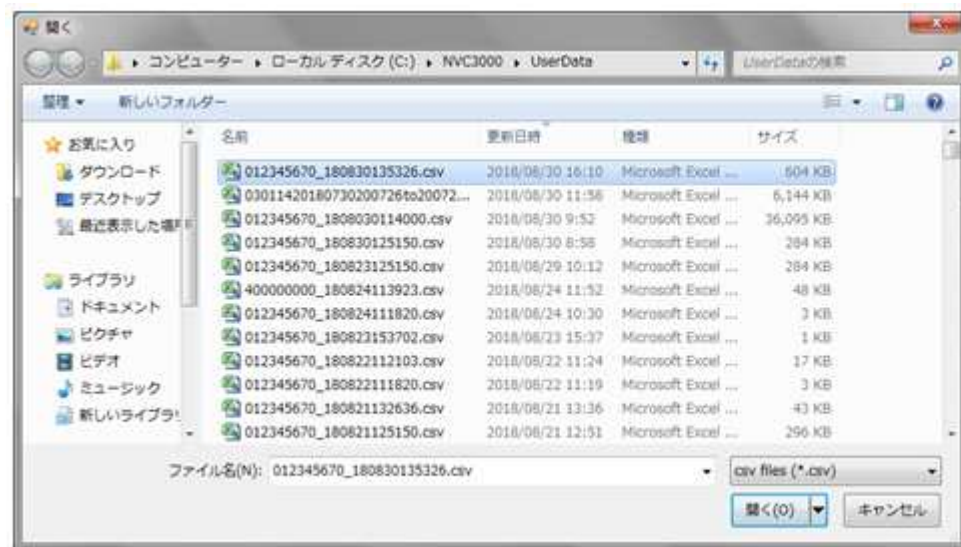 開く
コンピューター ▸ ローカル ディスク (C:) ▸ NVC3000 ▸ UserData
UserDataの検索
整理 新しいフォルダー
名前 更新日時 種類 サイズ
お気に入り
ダウンロード
デスクトップ
最近表示した場所
ライブラリ
ドキュメント
ピクチャ
ビデオ
ミュージック
新しいライブラリ
012345670_180830135326.csv 2018/08/30 16:10 Microsoft Excel ... 604 KB
03011420180730200726to20072... 2018/08/30 11:56 Microsoft Excel ... 6,144 KB
012345670_1808030114000.csv 2018/08/30 9:52 Microsoft Excel ... 36,095 KB
012345670_180830125150.csv 2018/08/30 8:58 Microsoft Excel ... 284 KB
012345670_180823125150.csv 2018/08/29 10:12 Microsoft Excel ... 284 KB
400000000_180824113923.csv 2018/08/24 11:52 Microsoft Excel ... 48 KB
012345670_180824111820.csv 2018/08/24 10:30 Microsoft Excel ... 3 KB
012345670_180823153702.csv 2018/08/23 15:37 Microsoft Excel ... 1 KB
012345670_180822112103.csv 2018/08/22 11:24 Microsoft Excel ... 17 KB
012345670_180822111820.csv 2018/08/22 11:19 Microsoft Excel ... 3 KB
012345670_180821132636.csv 2018/08/21 13:36 Microsoft Excel ... 43 KB
012345670_180821125150.csv 2018/08/21 12:51 Microsoft Excel ... 296 KB
ファイル名(N): 012345670_180830135326.csv csv files (*.csv)
開く(O) キャンセル